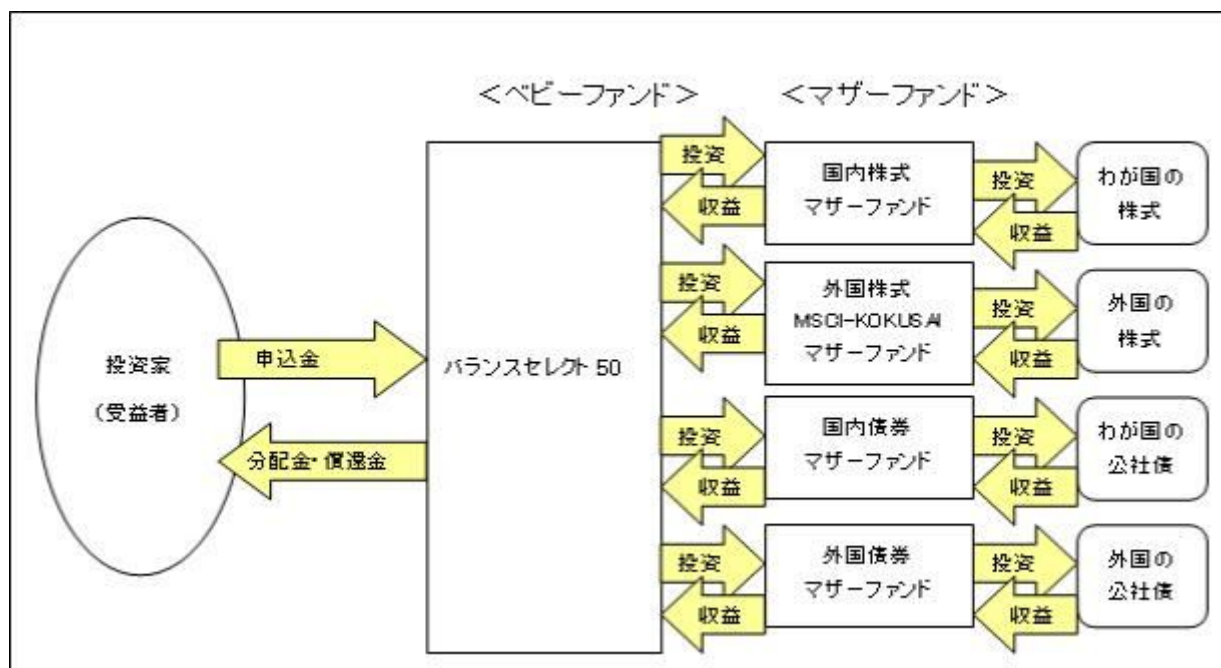 <ベビーファンド>
<マザーファンド>
投資家
(受益者)
申込金
分配金・償還金
バランスセレクト 50
投資
収益
国内株式
マザーファンド
投資
収益
わが国の
株式
投資
収益
外国株式
MSCI-KOKUSAI
マザーファンド
投資
収益
外国の
株式
投資
収益
国内債券
マザーファンド
投資
収益
わが国の
公社債
投資
収益
外国債券
マザーファンド
投資
収益
外国の
公社債